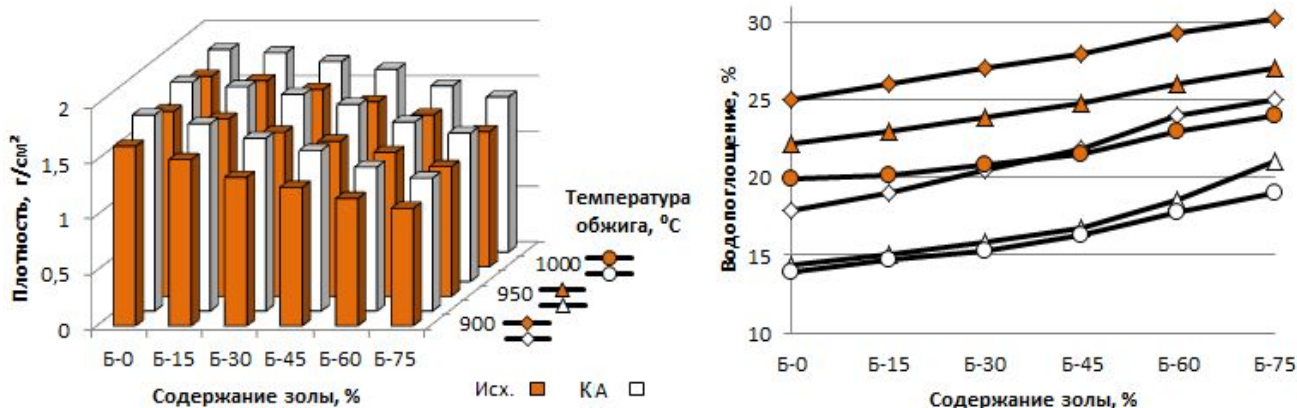 Плотность, г/см²
2
1,5
1
0,5
0
Б-0 Б-15 Б-30 Б-45 Б-60 Б-75
Содержание золы, %
Температура
обжига, ⁰С
1000
950
900
Исх. КА
Водопоглощение, %
30
25
20
15
10
Б-0 Б-15 Б-30 Б-45 Б-60 Б-75
Содержание золы, %